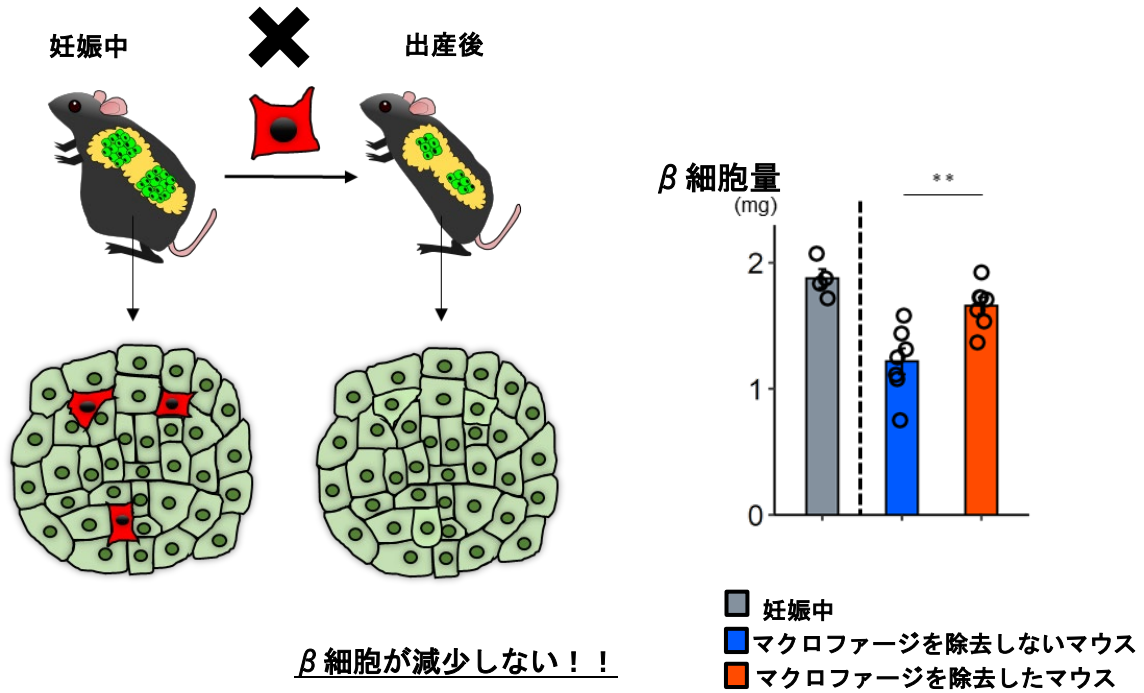 妊娠中
出産後
β細胞が減少しない！！
β細胞量
(mg)
**
2
1
0
妊娠中
マクロファージを除去しないマウス
マクロファージを除去したマウス